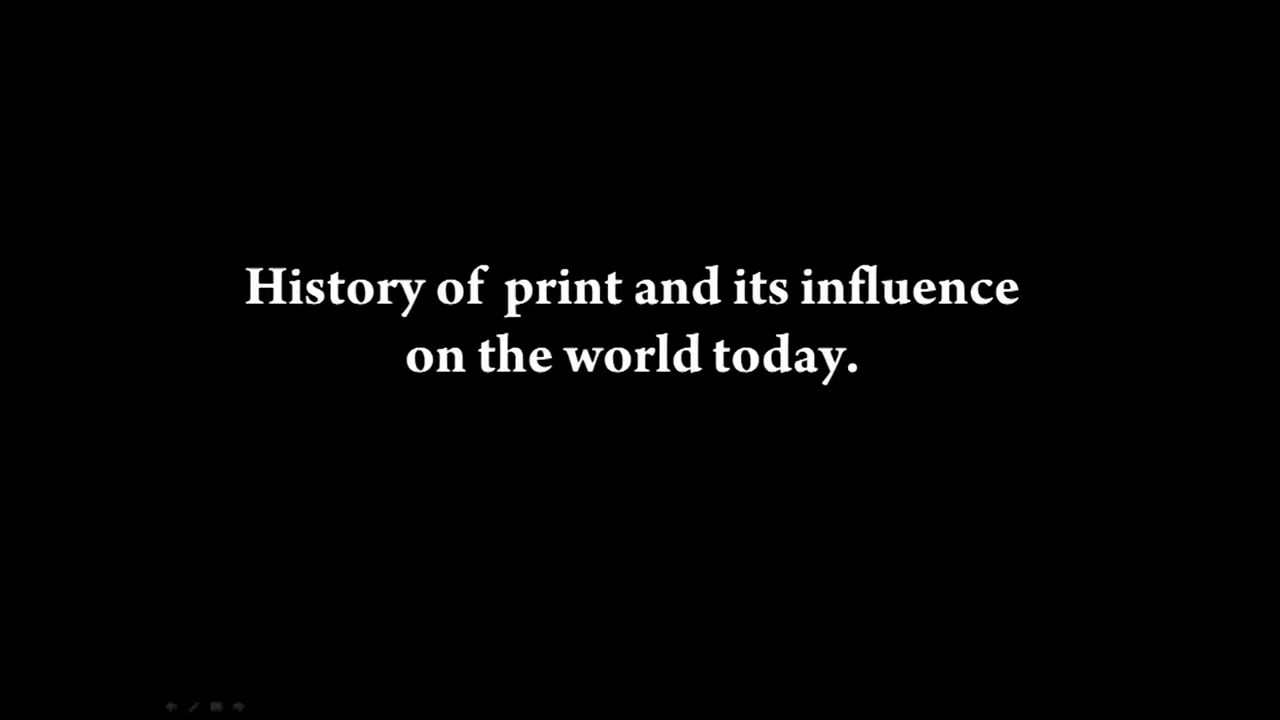 History of print and its influence
on the world today.